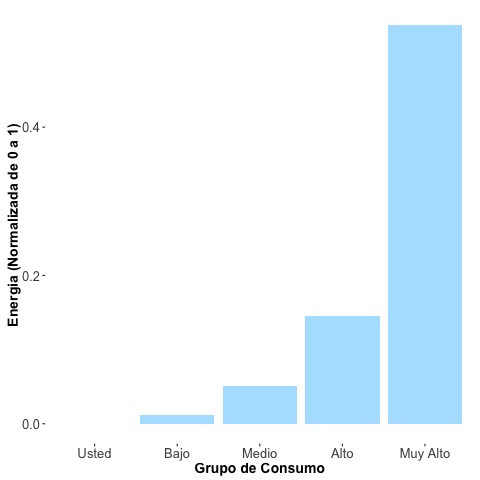 Energia (Normalizada de 0 a 1)
0.4
0.2
0.0
Usted Bajo Medio Alto Muy Alto
Grupo de Consumo